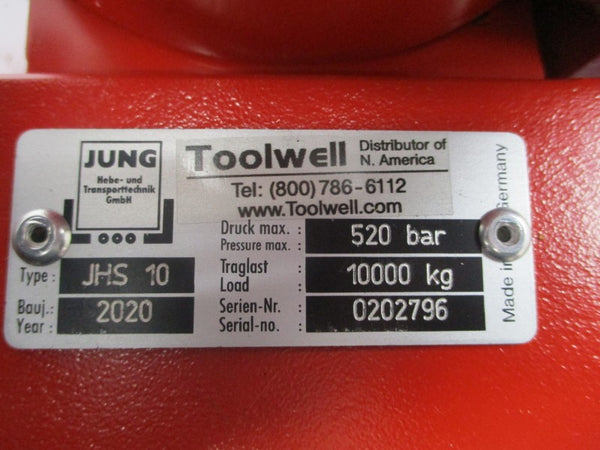 JUNG
Hebe- und
Transporttechnik
GmbH
Toolwell Distributor of
N. America
Tel: (800) 786-6112
www.Toolwell.com
Druck max. : 520 bar
Pressure max. :
Type : JHS 10
Traglast : 10000 kg
Load :
Bauj.: 2020
Year :
Serien-Nr. : 0202796
Serial-no. :
Made in Germany